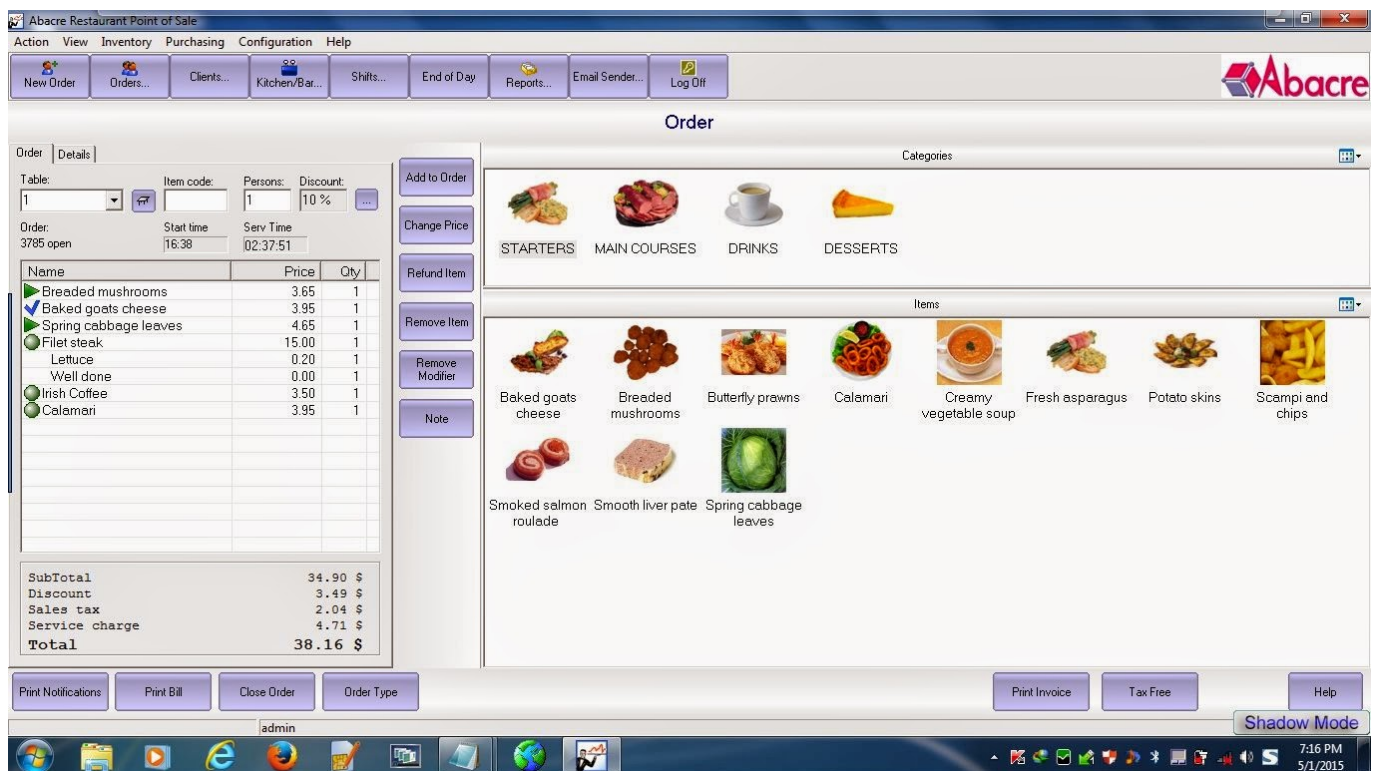 Abacre Restaurant Point of Sale
Action View Inventory Purchasing Configuration Help
New Order Orders... Clients... Kitchen/Bar... Shifts... End of Day Reports... Email Sender... Log Off
Abacre
Order
Order Details
Table: Item code: Persons: Discount:
1 1 10 % ...
Order: Start time Serv Time
3785 open 16:38 02:37:51
Name Price Qty
Breaded mushrooms 3.65 1
Baked goats cheese 3.95 1
Spring cabbage leaves 4.65 1
Filet steak 15.00 1
Lettuce 0.20 1
Well done 0.00 1
Irish Coffee 3.50 1
Calamari 3.95 1
SubTotal 34.90 $
Discount 3.49 $
Sales tax 2.04 $
Service charge 4.71 $
Total 38.16 $
Add to Order
Change Price
Refund Item
Remove Item
Remove
Modifier
Note
Categories
STARTERS MAIN COURSES DRINKS DESSERTS
Items
Baked goats Breaded Butterfly prawns Calamari Creamy Fresh asparagus Potato skins Scampi and
cheese mushrooms vegetable soup chips
Smoked salmon Smooth liver pate Spring cabbage
roulade leaves
Print Notifications Print Bill Close Order Order Type Print Invoice Tax Free Help
admin
Shadow Mode
7:16 PM
5/1/2015